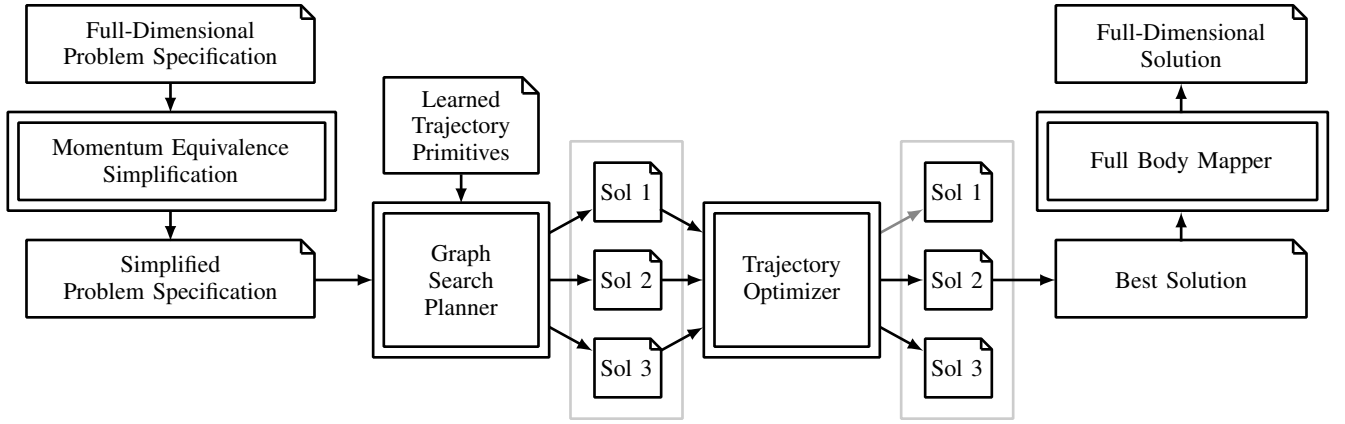 Full-Dimensional
Problem Specification
Momentum Equivalence
Simplification
Simplified
Problem Specification
Learned
Trajectory
Primitives
Graph
Search
Planner
Sol 1
Sol 2
Sol 3
Trajectory
Optimizer
Sol 1
Sol 2
Sol 3
Full-Dimensional
Solution
Full Body Mapper
Best Solution